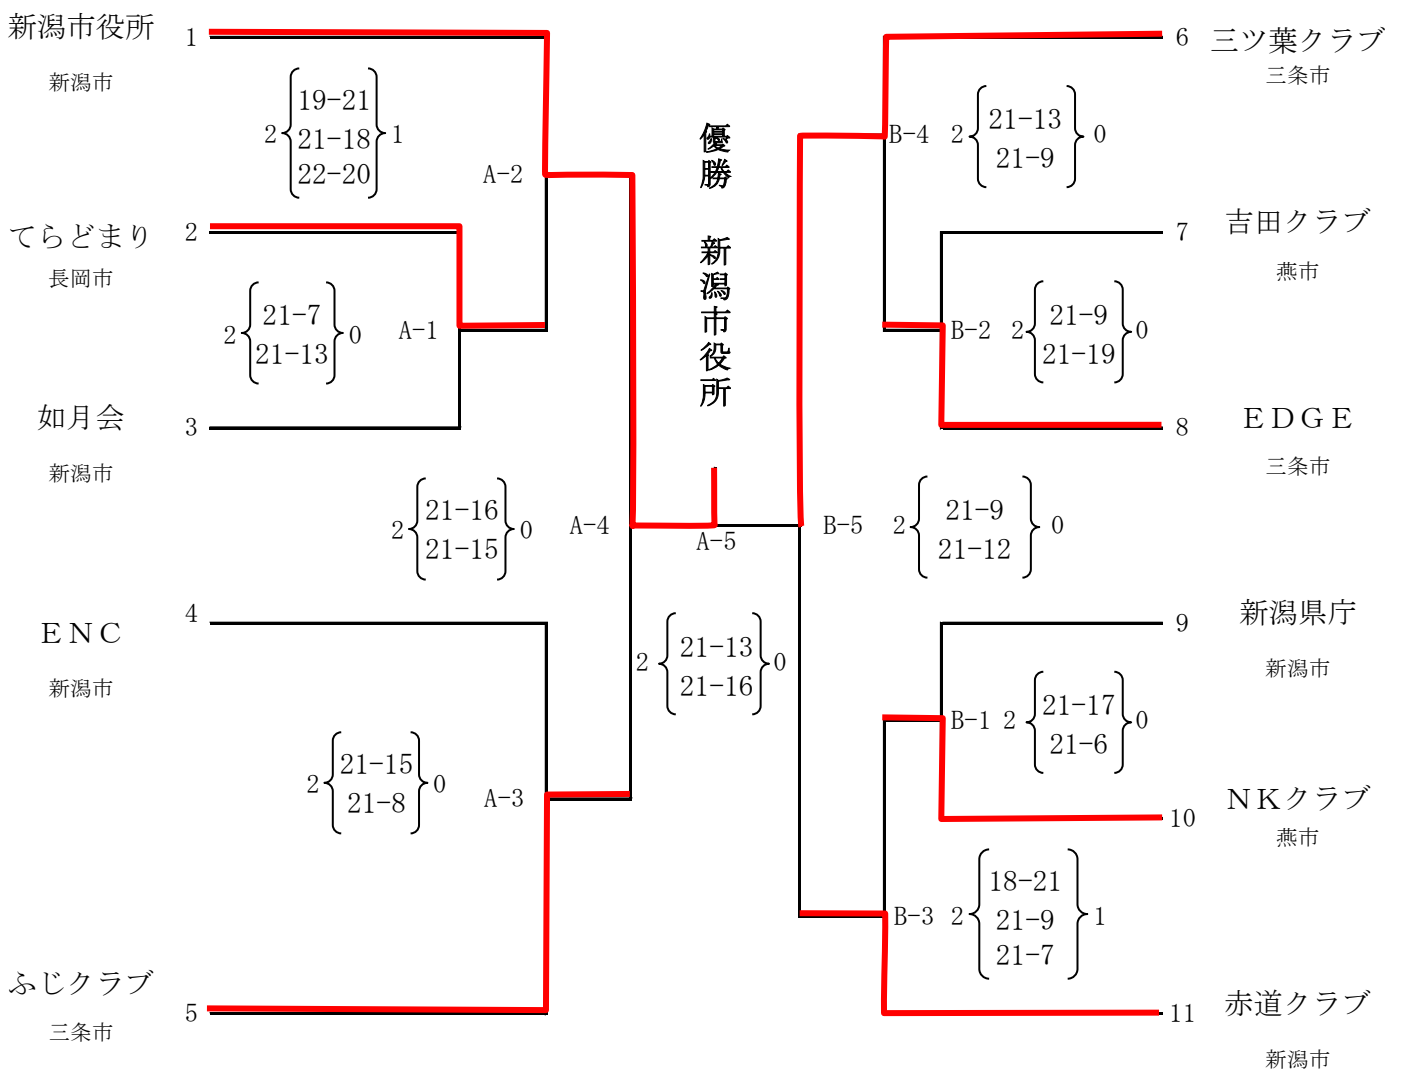 新潟市役所 1
新潟市
19-21
2 21-18 1
22-20
A-2
てらどまり 2
長岡市
21-7
2 0
21-13
A-1
如月会 3
新潟市
21-16
2 0
21-15
A-4
ENC 4
新潟市
21-15
2 0
21-8
A-3
ふじクラブ 5
三条市
優勝 新潟市役所
A-5
21-13
2 0
21-16
6 三ツ葉クラブ
三条市
B-4 2 0
21-13
21-9
7 吉田クラブ
燕市
B-2 2 0
21-9
21-19
8 EDGE
三条市
B-5 2 0
21-9
21-12
9 新潟県庁
新潟市
B-1 2 0
21-17
21-6
10 NKクラブ
燕市
18-21
B-3 2 21-9 1
21-7
11 赤道クラブ
新潟市